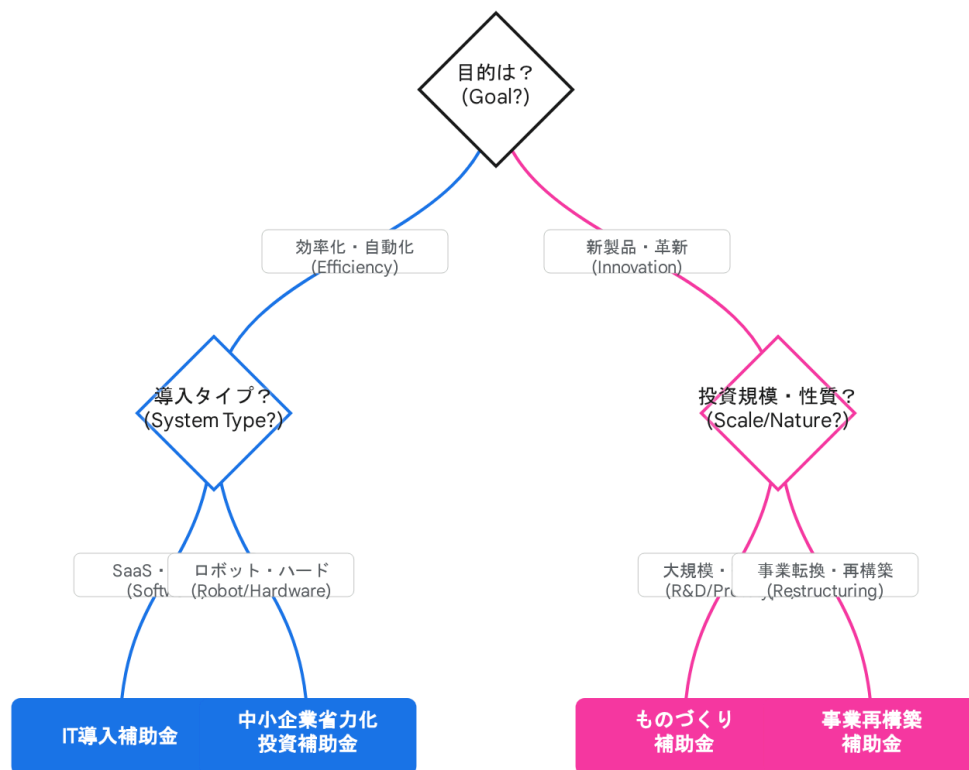 目的は？
(Goal?)
効率化・自動化
(Efficiency)
新製品・革新
(Innovation)
導入タイプ？
(System Type?)
投資規模・性質？
(Scale/Nature?)
SaaS・
ロボット・ハード
(Robot/Hardware)
大規模・
(R&D/
事業転換・再構築
(Restructuring)
IT導入補助金
中小企業省力化
投資補助金
ものづくり
補助金
事業再構築
補助金